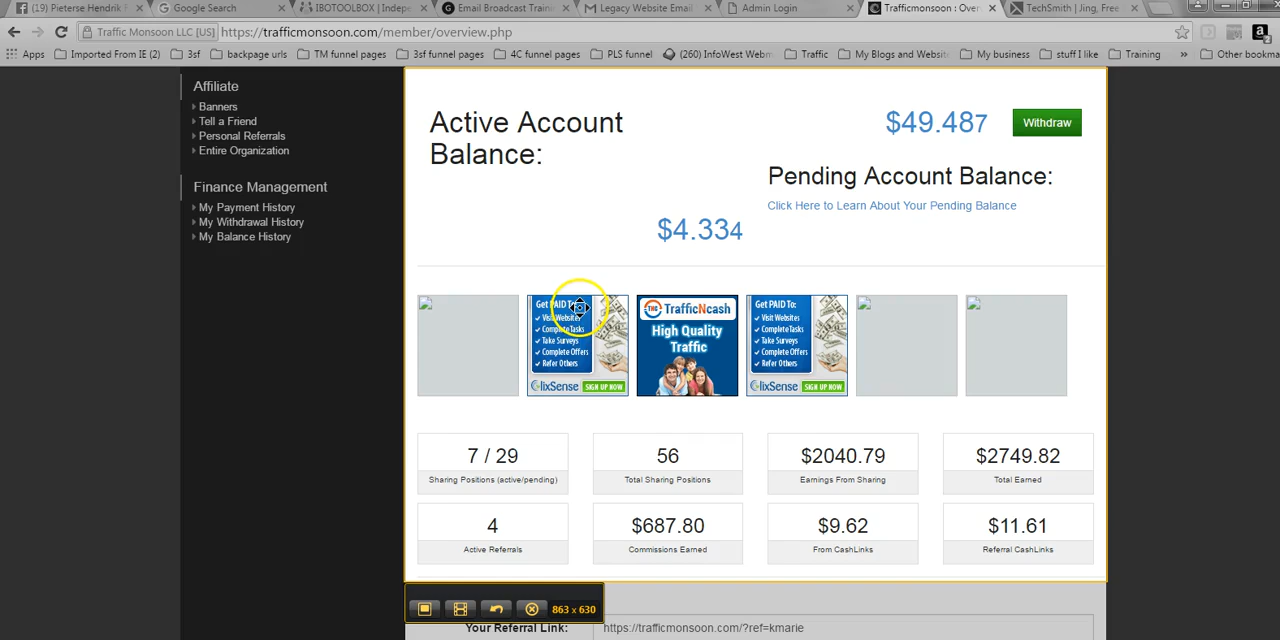 (19) Pieterse Hendrik F
Google Search
IBOTOOLBOX | Indepe
Email Broadcast Trainin
Legacy Website Email
Admin Login
Trafficmonsoon : Over
TechSmith | Jing, Free
Traffic Monsoon LLC [US]
https://trafficmonsoon.com/member/overview.php
Apps
Imported From IE (2)
3sf
backpage urls
TM funnel pages
3sf funnel pages
4C funnel pages
PLS funnel
(260) InfoWest Webm
Traffic
My Blogs and Website
My business
stuff I like
Training
»
Other bookma
Affiliate
Banners
Tell a Friend
Personal Referrals
Entire Organization
Finance Management
My Payment History
My Withdrawal History
My Balance History
Active Account
Balance:
$49.487
Withdraw
Pending Account Balance:
Click Here to Learn About Your Pending Balance
$4.334
Get PAID To:
Visit Websites
Complete Tasks
Take Surveys
Complete Offers
Refer Others
ClixSense
SIGN UP NOW
TNC TrafficNcash
High Quality
Traffic
Get PAID To:
Visit Websites
Complete Tasks
Take Surveys
Complete Offers
Refer Others
ClixSense
SIGN UP NOW
7 / 29
Sharing Positions (active/pending)
56
Total Sharing Positions
$2040.79
Earnings From Sharing
$2749.82
Total Earned
4
Active Referrals
$687.80
Commissions Earned
$9.62
From CashLinks
$11.61
Referral CashLinks
863 x 630
Your Referral Link:
https://trafficmonsoon.com/?ref=kmarie